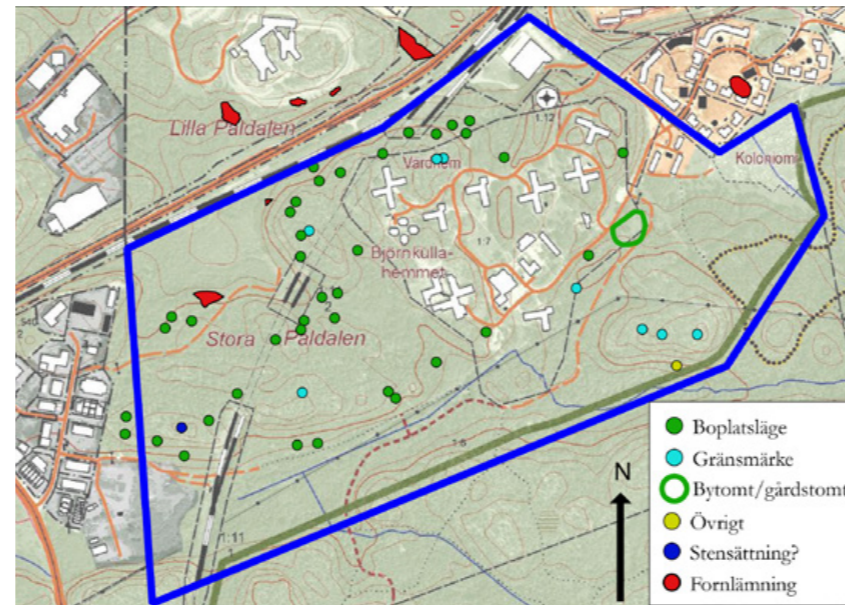 Lilla Paldalen
1:12
Vårdhem
Koloniom
1:7
Björnkulla-
hemmet
Stora Paldalen
1:6
1:11
N
Boplatsläge
Gränsmärke
Bytomt/gårdstomt
Övrigt
Stensättning?
Fornlämning